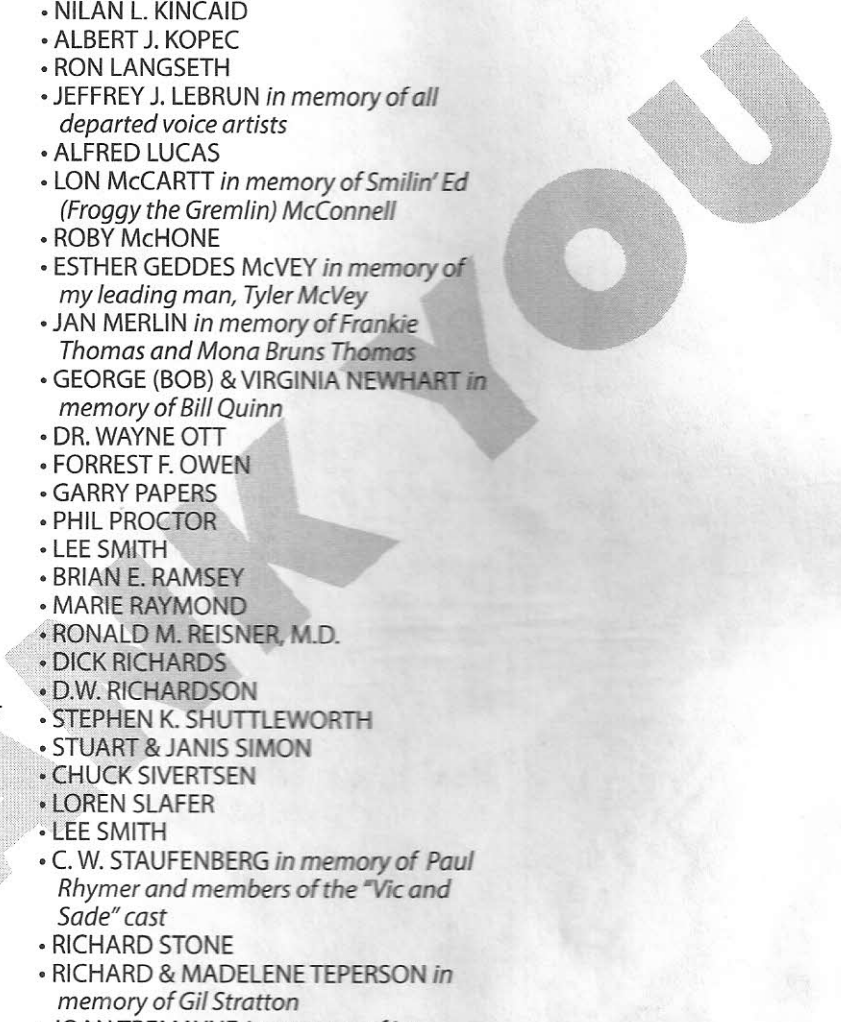 • NILAN L. KINCAID
• ALBERT J. KOPEC
• RON LANGSETH
• JEFFREY J. LEBRUN in memory of all
departed voice artists
• ALFRED LUCAS
• LON McCARTT in memory of Smilin' Ed
(Froggy the Gremlin) McConnell
• ROBY McHONE
• ESTHER GEDDES McVEY in memory of
my leading man, Tyler McVey
• JAN MERLIN in memory of Frankie
Thomas and Mona Bruns Thomas
• GEORGE (BOB) & VIRGINIA NEWHART in
memory of Bill Quinn
• DR. WAYNE OTT
• FORREST F. OWEN
• GARRY PAPERS
• PHIL PROCTOR
• LEE SMITH
• BRIAN E. RAMSEY
• MARIE RAYMOND
• RONALD M. REISNER, M.D.
• DICK RICHARDS
• D.W. RICHARDSON
• STEPHEN K. SHUTTLEWORTH
• STUART & JANIS SIMON
• CHUCK SIVERTSEN
• LOREN SLAFER
• LEE SMITH
• C. W. STAUFENBERG in memory of Paul
Rhymer and members of the "Vic and
Sade" cast
• RICHARD STONE
• RICHARD & MADELENE TEPERSON in
memory of Gil Stratton
ANK YOU